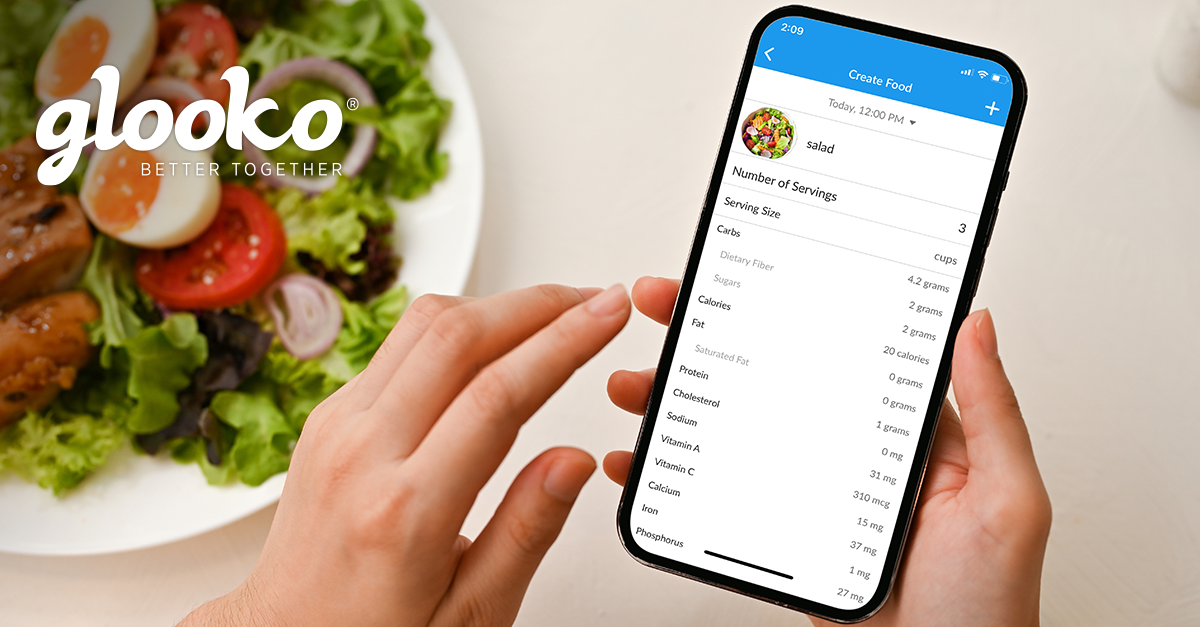 glooko®
BETTER TOGETHER
2:09
Create Food
Today, 12:00 PM
salad
Number of Servings 3
Serving Size cups
Carbs 4.2 grams
Dietary Fiber 2 grams
Sugars 2 grams
Calories 20 calories
Fat 0 grams
Saturated Fat 0 grams
Protein 1 grams
Cholesterol 0 mg
Sodium 31 mg
Vitamin A 310 mcg
Vitamin C 15 mg
Calcium 37 mg
Iron 1 mg
Phosphorus 27 mg